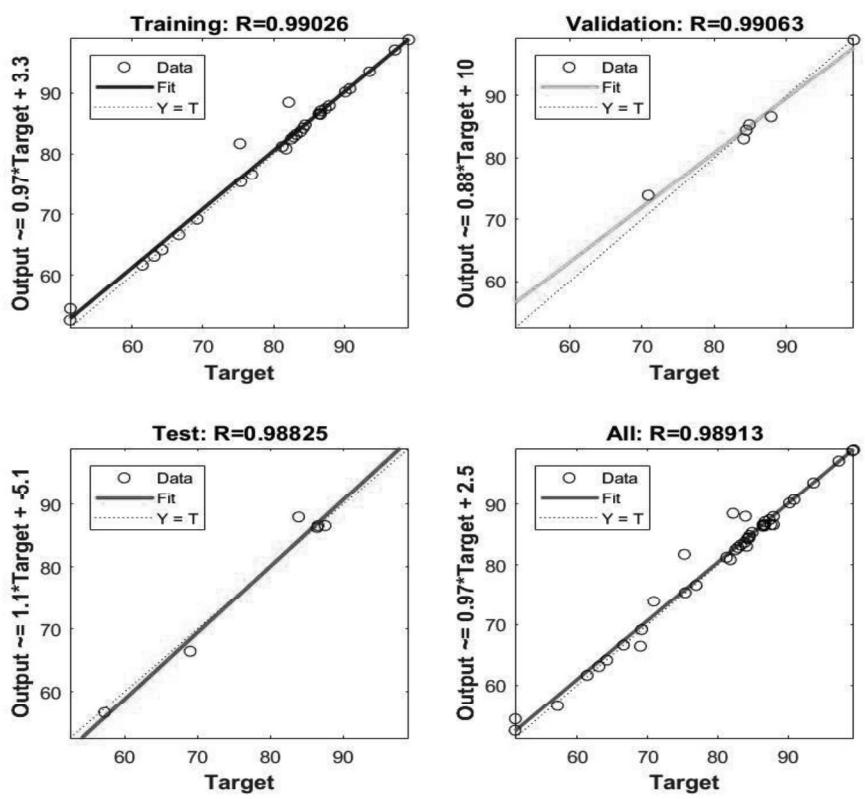 Training: R=0.99026
Output ~= 0.97*Target + 3.3
90
80
70
60
Data
Fit
Y = T
60
70
80
90
Target
Validation: R=0.99063
Output ~= 0.88*Target + 10
90
80
70
60
Data
Fit
Y = T
60
70
80
90
Target
Test: R=0.98825
Output ~= 1.1*Target + -5.1
90
80
70
60
Data
Fit
Y = T
60
70
80
90
Target
All: R=0.98913
Output ~= 0.97*Target + 2.5
90
80
70
60
Data
Fit
Y = T
60
70
80
90
Target